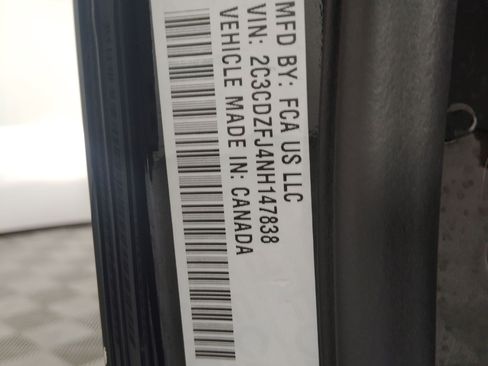 MFD BY: FCA US LLC
VIN: 2C3CDZFJ4NH147838
VEHICLE MADE IN: CANADA